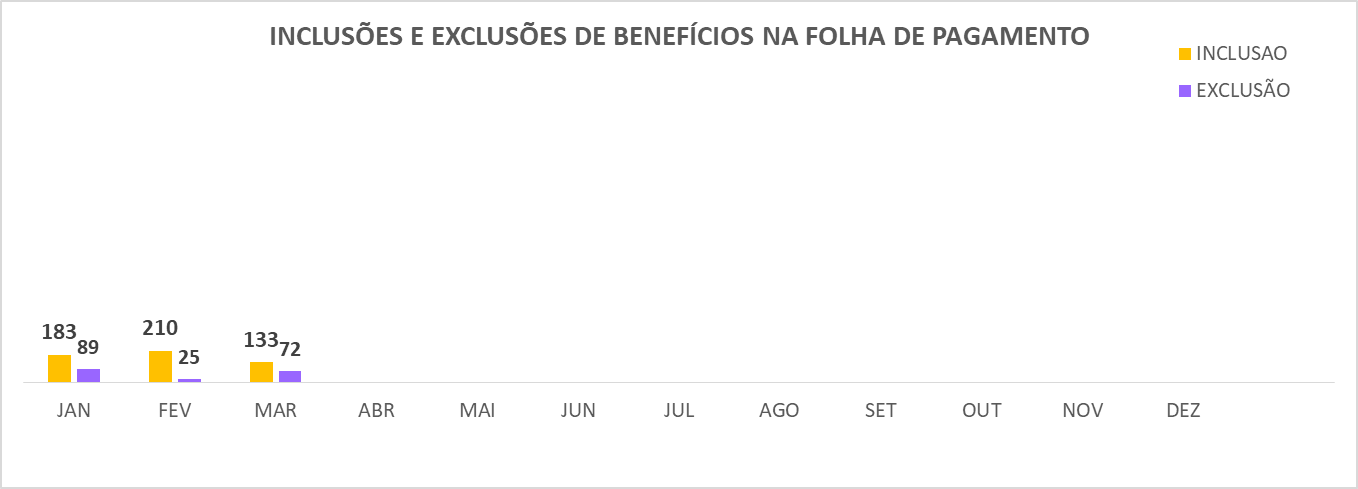 INCLUSÕES E EXCLUSÕES DE BENEFÍCIOS NA FOLHA DE PAGAMENTO
INCLUSAO
EXCLUSÃO
183 89 210 25 133 72
JAN FEV MAR ABR MAI JUN JUL AGO SET OUT NOV DEZ